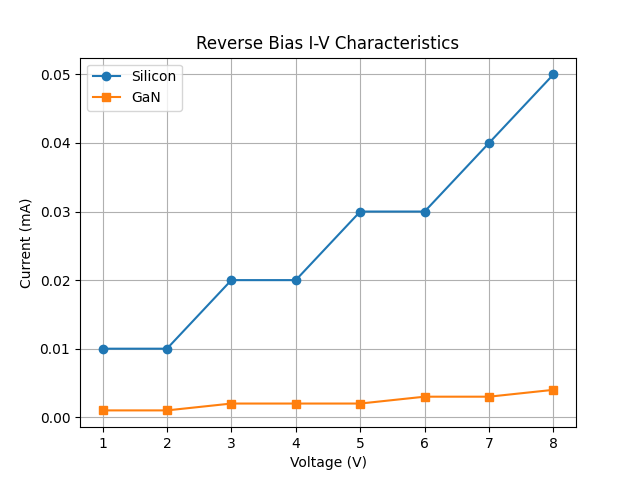 Reverse Bias I-V Characteristics
Silicon
GaN
0.05
0.04
0.03
0.02
0.01
0.00
Current (mA)
1 2 3 4 5 6 7 8
Voltage (V)